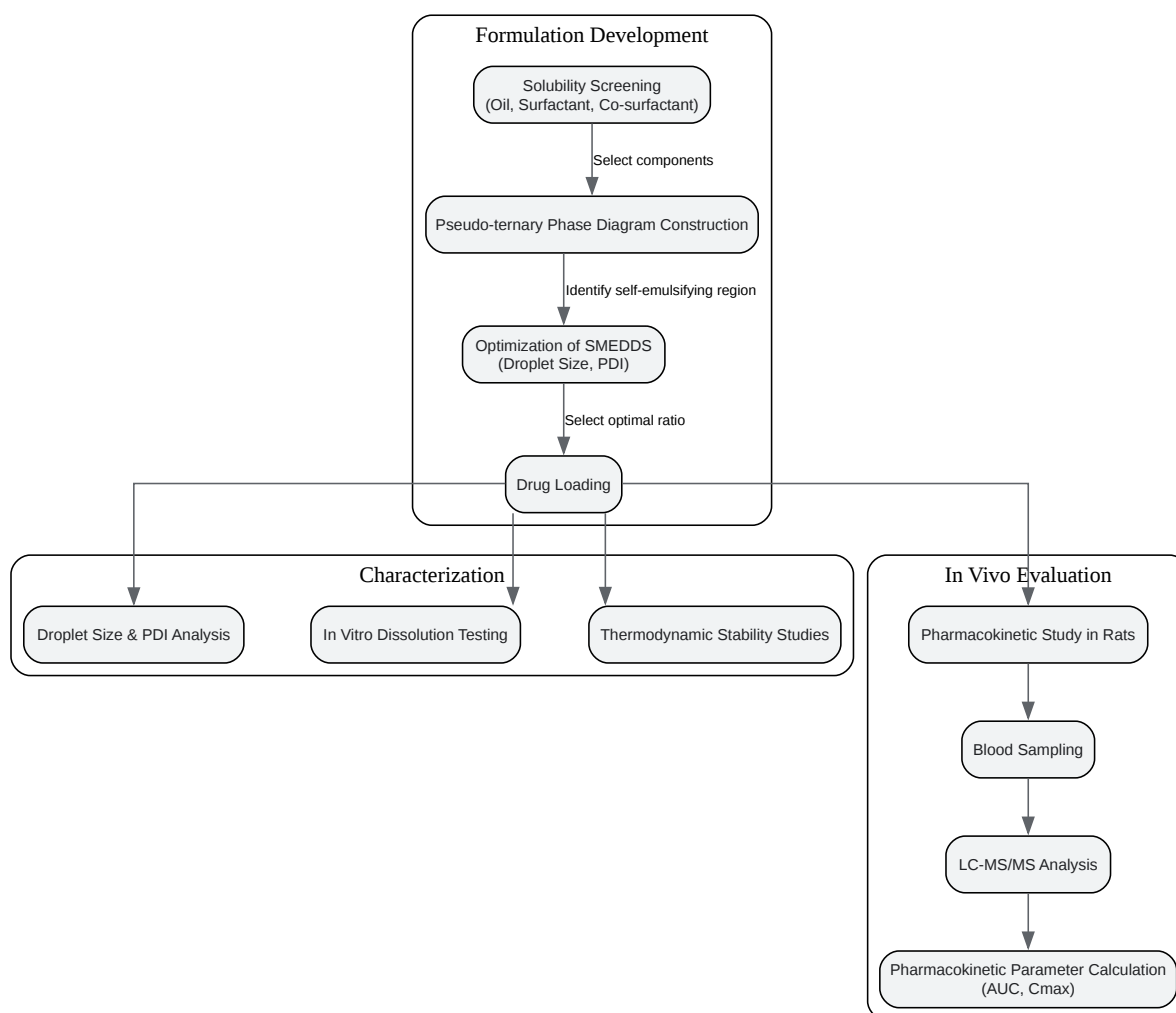 Formulation Development
Solubility Screening
(Oil, Surfactant, Co-surfactant)
Select components
Pseudo-ternary Phase Diagram Construction
Identify self-emulsifying region
Optimization of SMEDDS
(Droplet Size, PDI)
Select optimal ratio
Drug Loading
Characterization
Droplet Size & PDI Analysis
In Vitro Dissolution Testing
Thermodynamic Stability Studies
In Vivo Evaluation
Pharmacokinetic Study in Rats
Blood Sampling
LC-MS/MS Analysis
Pharmacokinetic Parameter Calculation
(AUC, Cmax)